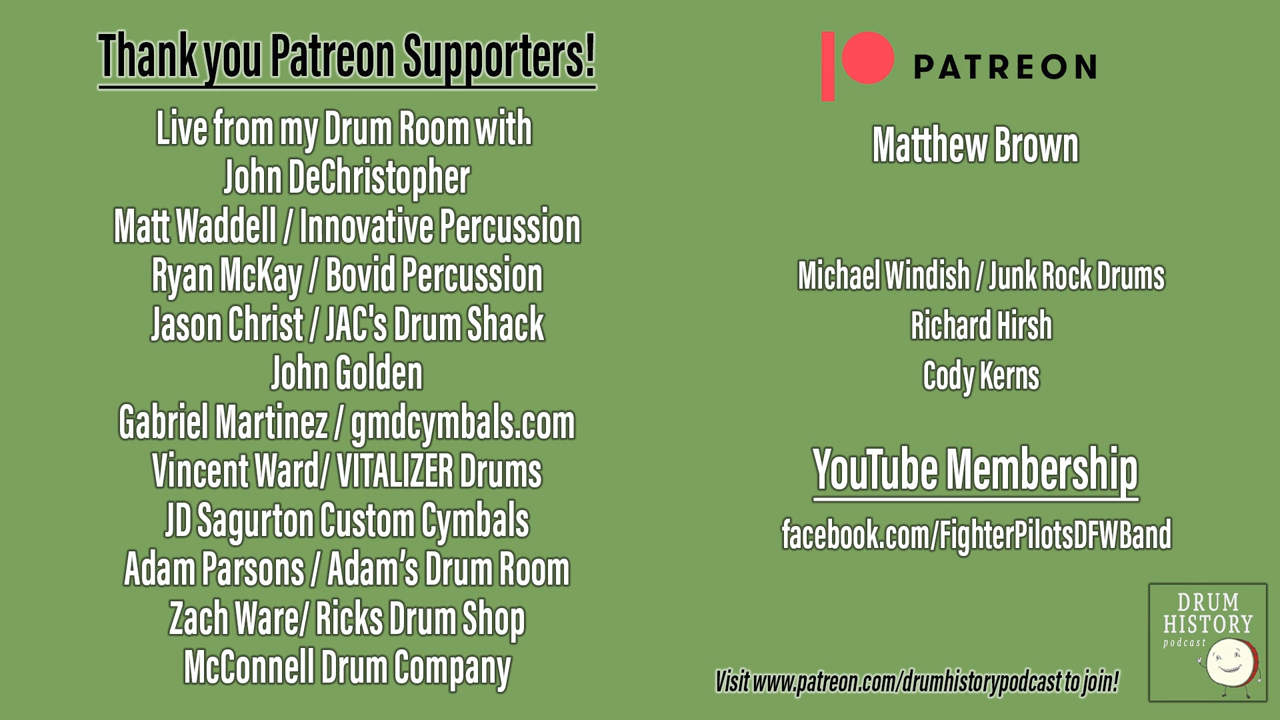 Thank you Patreon Supporters!
Live from my Drum Room with
John DeChristopher
Matt Waddell / Innovative Percussion
Ryan McKay / Bovid Percussion
Jason Christ / JAC's Drum Shack
John Golden
Gabriel Martinez / gmdcymbals.com
Vincent Ward/ VITALIZER Drums
JD Sagurton Custom Cymbals
Adam Parsons / Adam’s Drum Room
Zach Ware/ Ricks Drum Shop
McConnell Drum Company
PATREON
Matthew Brown
Michael Windish / Junk Rock Drums
Richard Hirsh
Cody Kerns
YouTube Membership
facebook.com/FighterPilotsDFWBand
Visit www.patreon.com/drumhistorypodcast to join!
DRUM
HISTORY
podcast